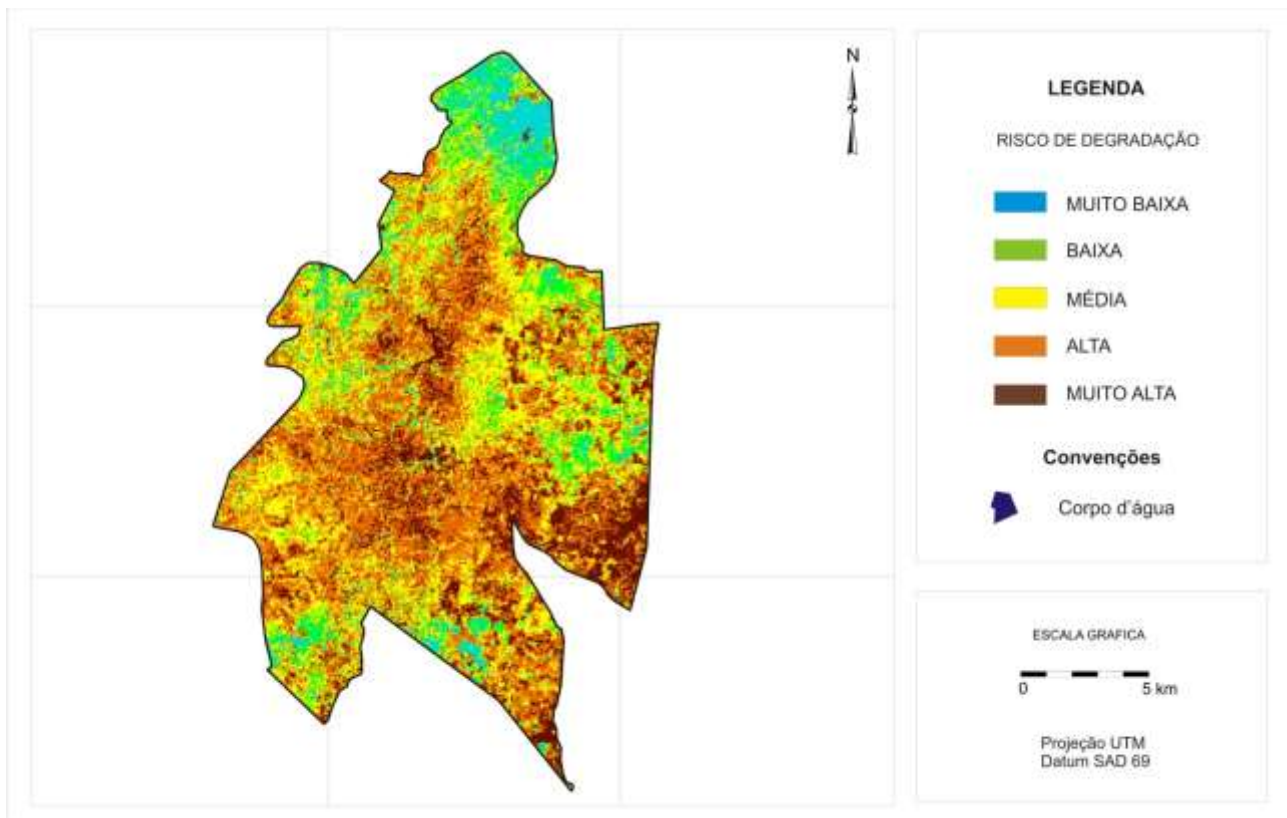 N
LEGENDA
RISCO DE DEGRADAÇÃO
MUITO BAIXA
BAIXA
MÉDIA
ALTA
MUITO ALTA
Convenções
Corpo d'água
ESCALA GRAFICA
0 5 km
Projeção UTM
Datum SAD 69